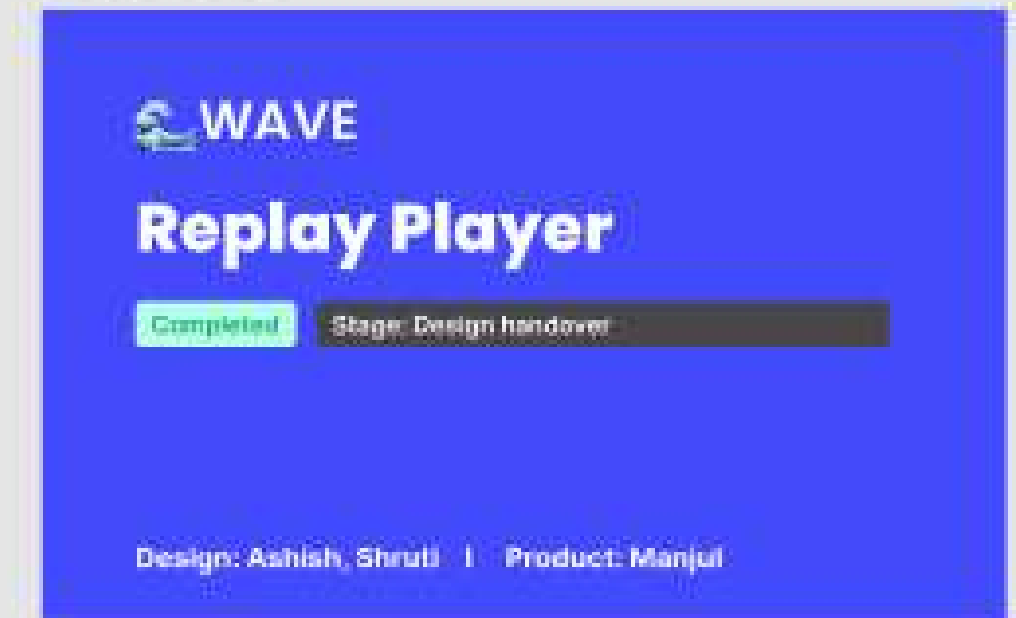 WAVE
Replay Player
Completed Stage: Design handover
Design: Ashish, Shruti | Product: Manjul